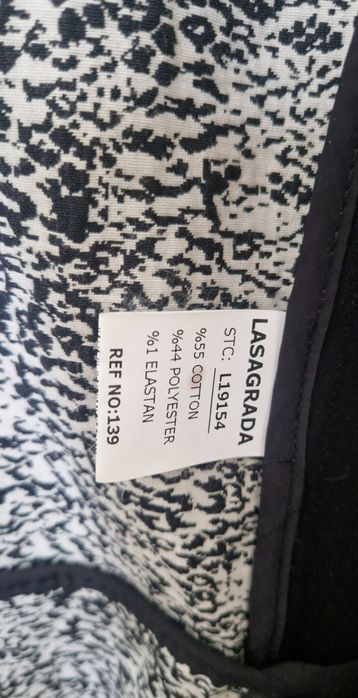 LASAGRADA
STC: L19154
%55 COTTON
%44 POLYESTER
%1 ELASTAN
REF NO:139